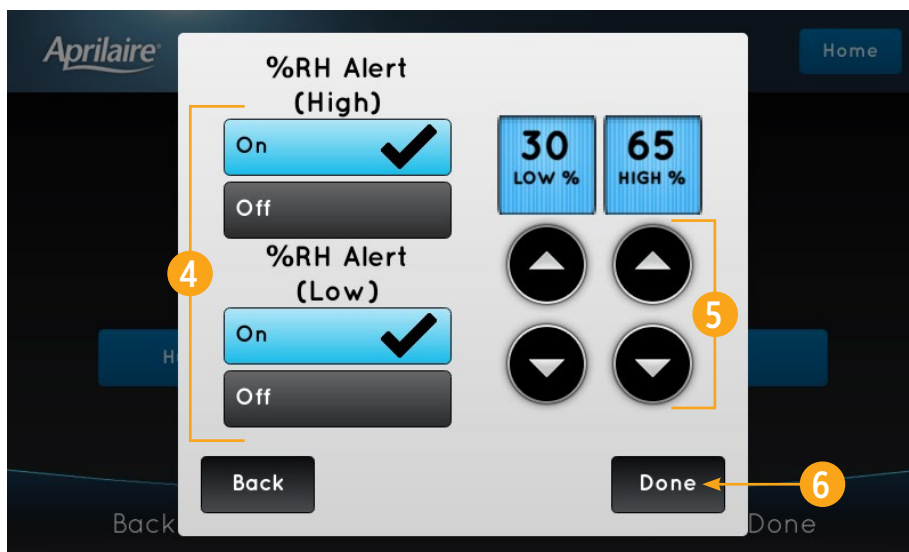 Aprilaire®
Home
%RH Alert
(High)
On
Off
%RH Alert
(Low)
On
Off
4
30
LOW %
65
HIGH %
5
H
Back
Done
6
Back
Done